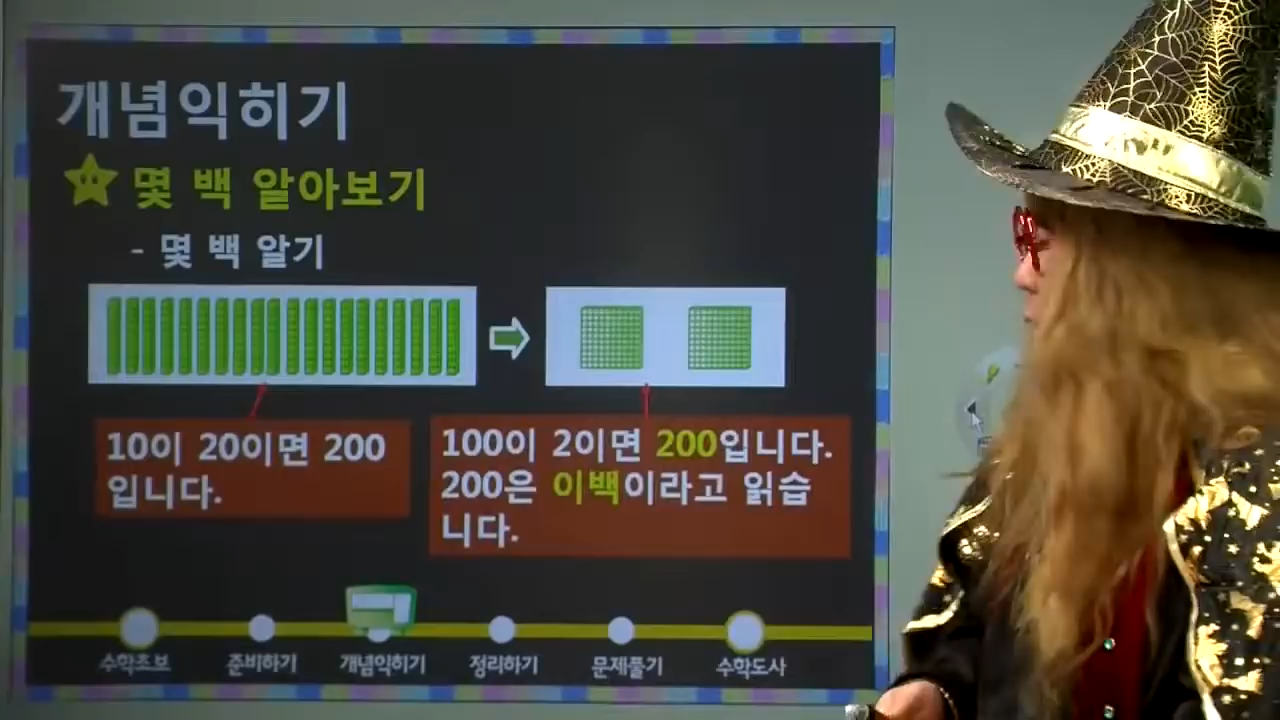 개념익히기
몇 백 알아보기
- 몇 백 알기
10이 20이면 200
입니다.
100이 2이면 200입니다.
200은 이백이라고 읽습
니다.
수학초보 준비하기 개념익히기 정리하기 문제풀기 수학도사